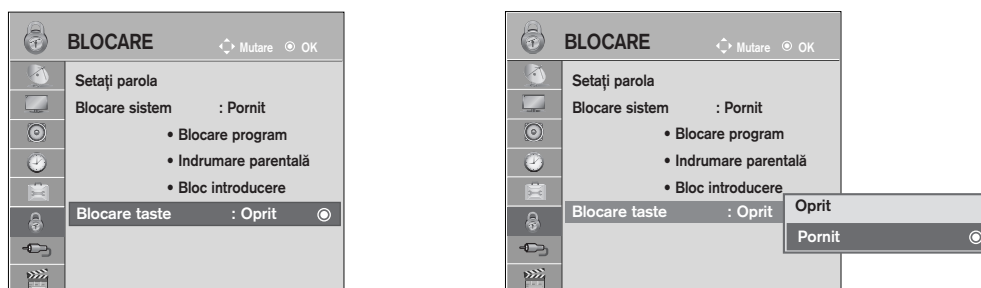 BLOCARE Mutare OK
Setați parola
Blocare sistem : Pornit
• Blocare program
• Indrumare parentală
• Bloc introducere
Blocare taste : Oprit
BLOCARE Mutare OK
Setați parola
Blocare sistem : Pornit
• Blocare program
• Indrumare parentală
• Bloc introducere
Blocare taste : Oprit
Oprit
Pornit